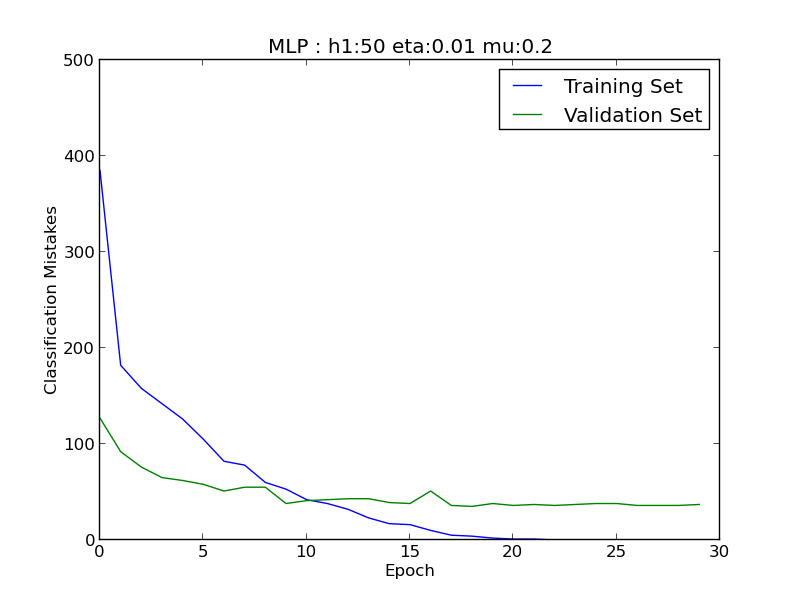 MLP : h1:50 eta:0.01 mu:0.2
500
Training Set
Validation Set
400
300
200
100
0
Classification Mistakes
0 5 10 15 20 25 30
Epoch